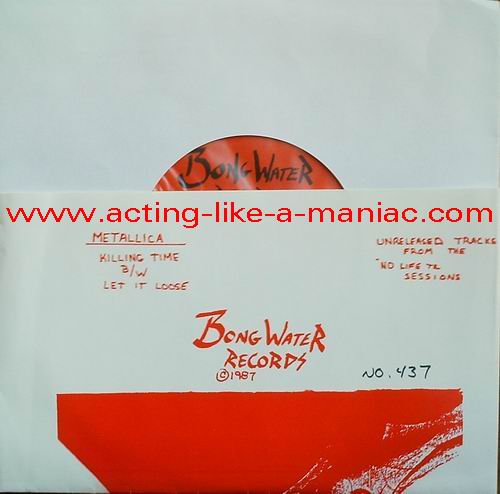 BONG WATER
www.acting-like-a-maniac.com
METALLICA
KILLING TIME
B/W
LET IT LOOSE
UNRELEASED TRACKS
FROM THE
"NO LIFE TR
SESSIONS
BONG WATER
RECORDS
©1987
NO. 437